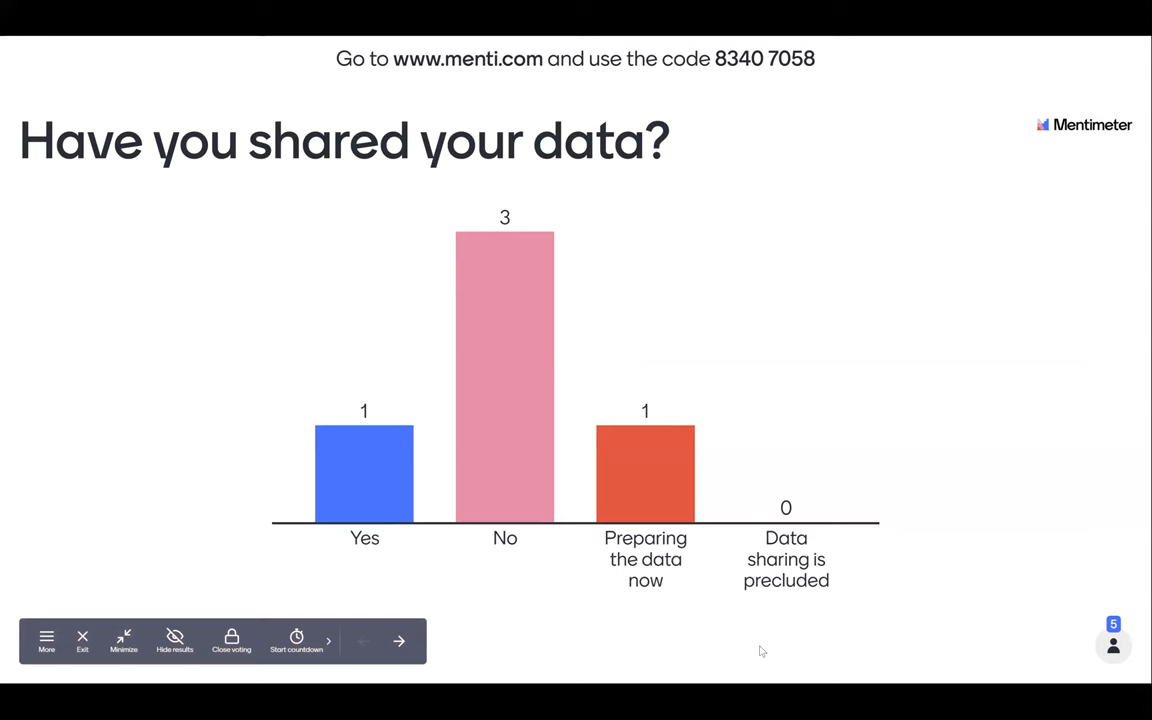 Go to www.menti.com and use the code 8340 7058
Have you shared your data?
Mentimeter
3
1
1
0
Yes
No
Preparing
the data
now
Data
sharing is
precluded
More
Exit
Minimize
Hide results
Close voting
Start countdown
5